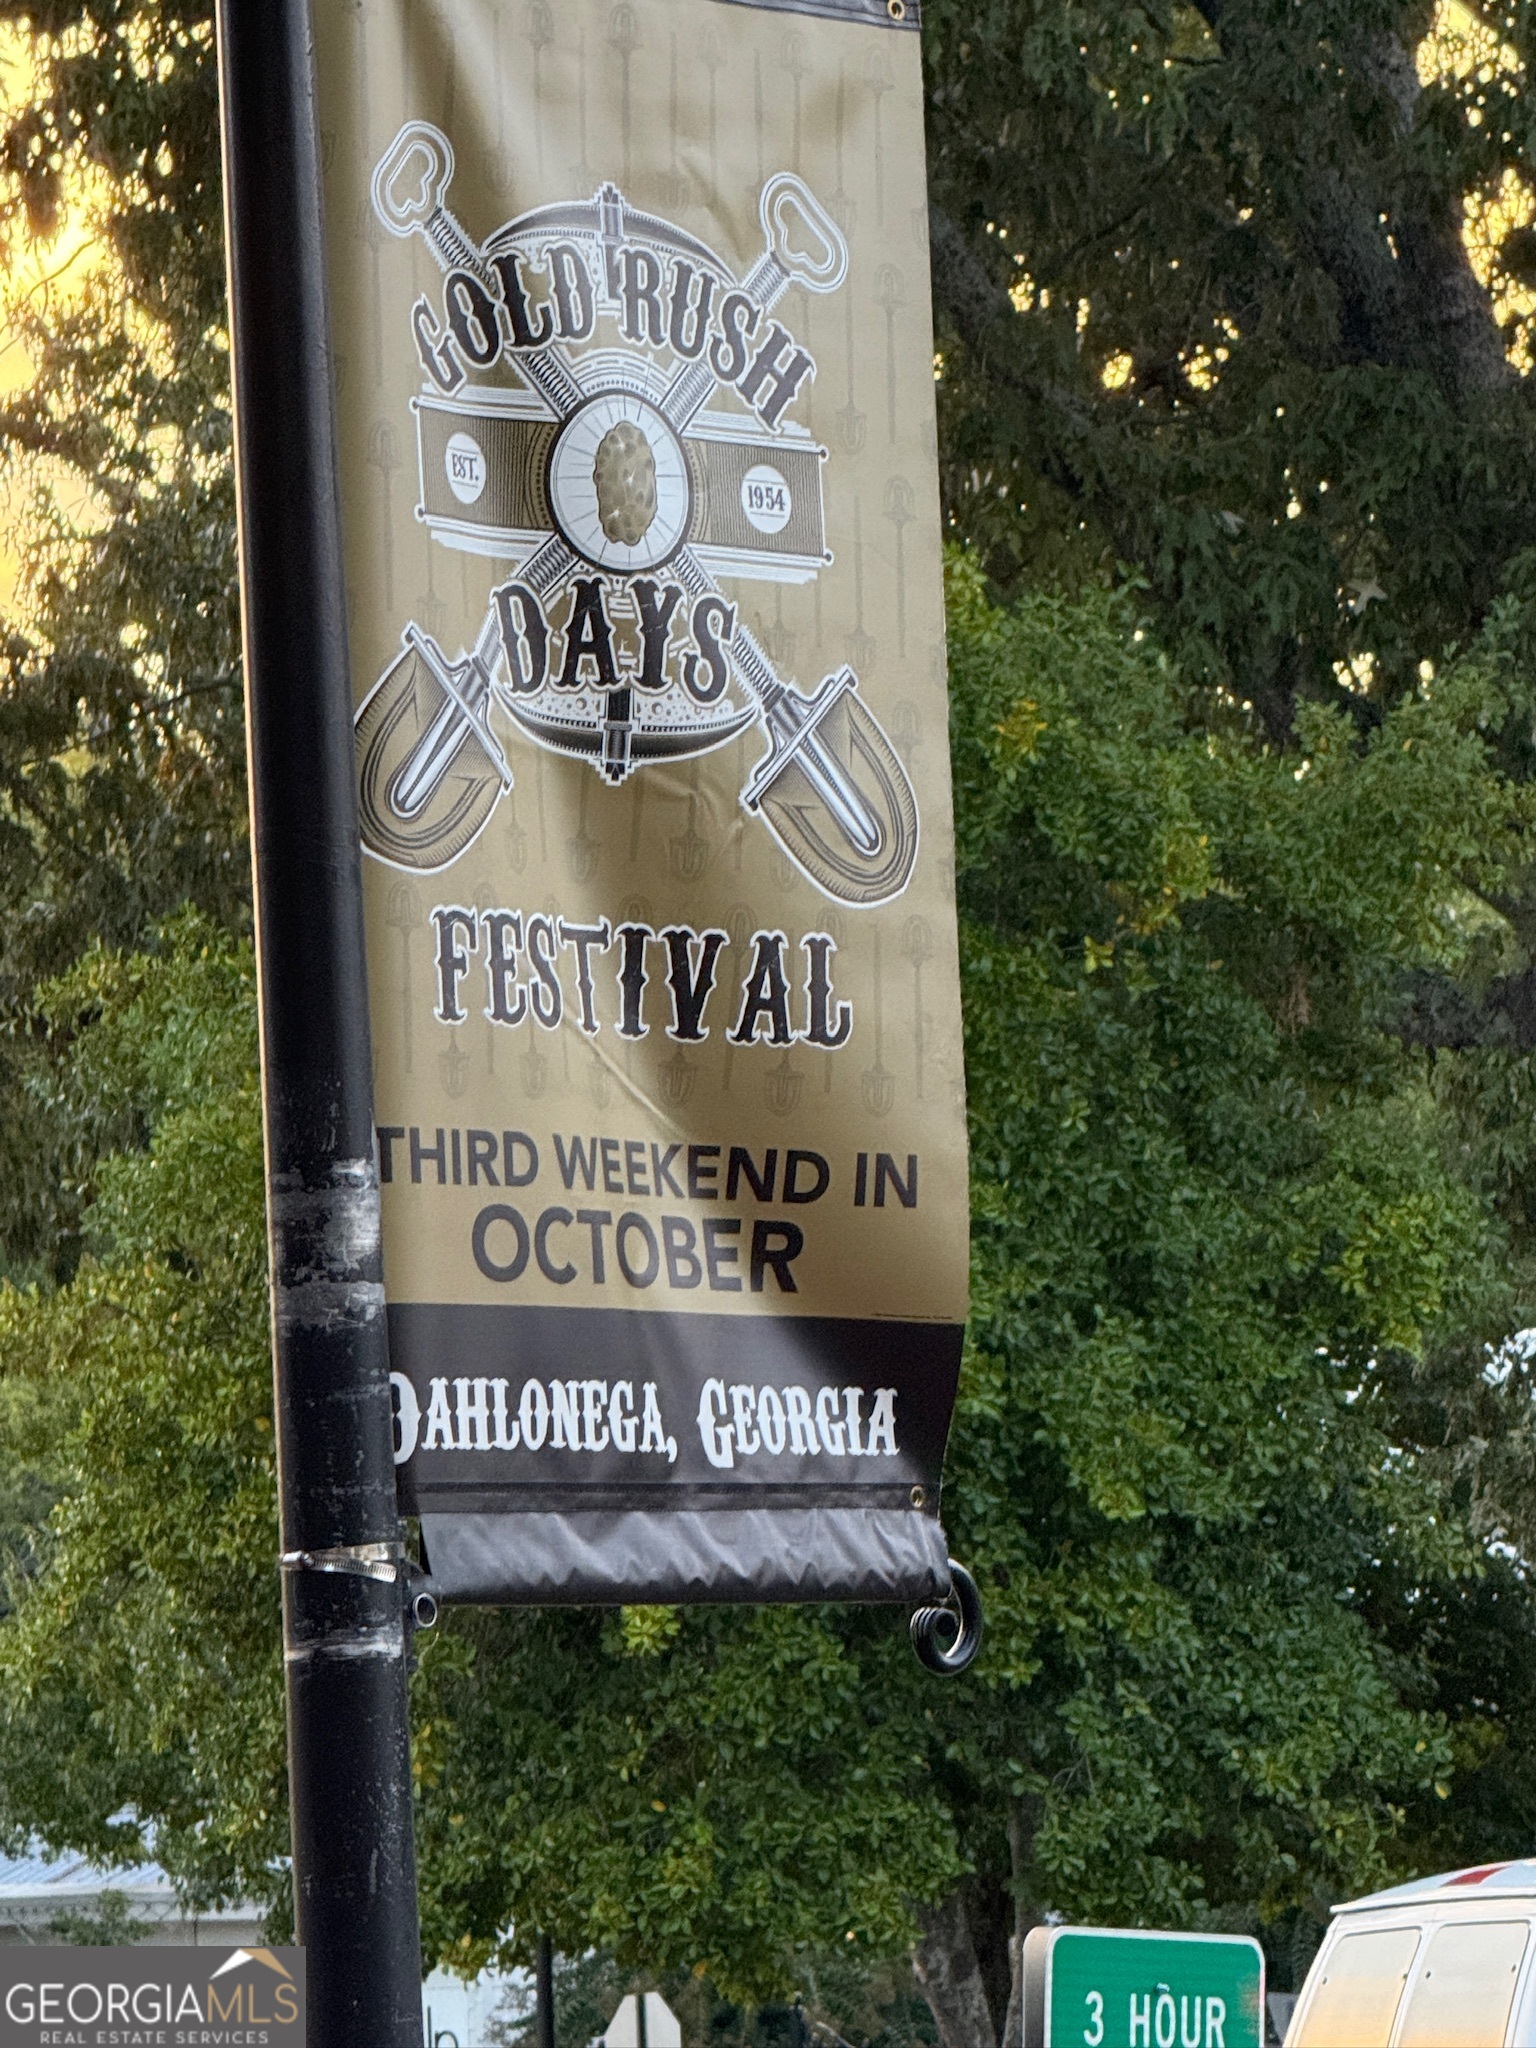 GOLD RUSH
EST.
1954
DAYS
FESTIVAL
THIRD WEEKEND IN
OCTOBER
DAHLONEGA, GEORGIA
3 HOUR
GEORGIAMLS
REAL ESTATE SERVICES